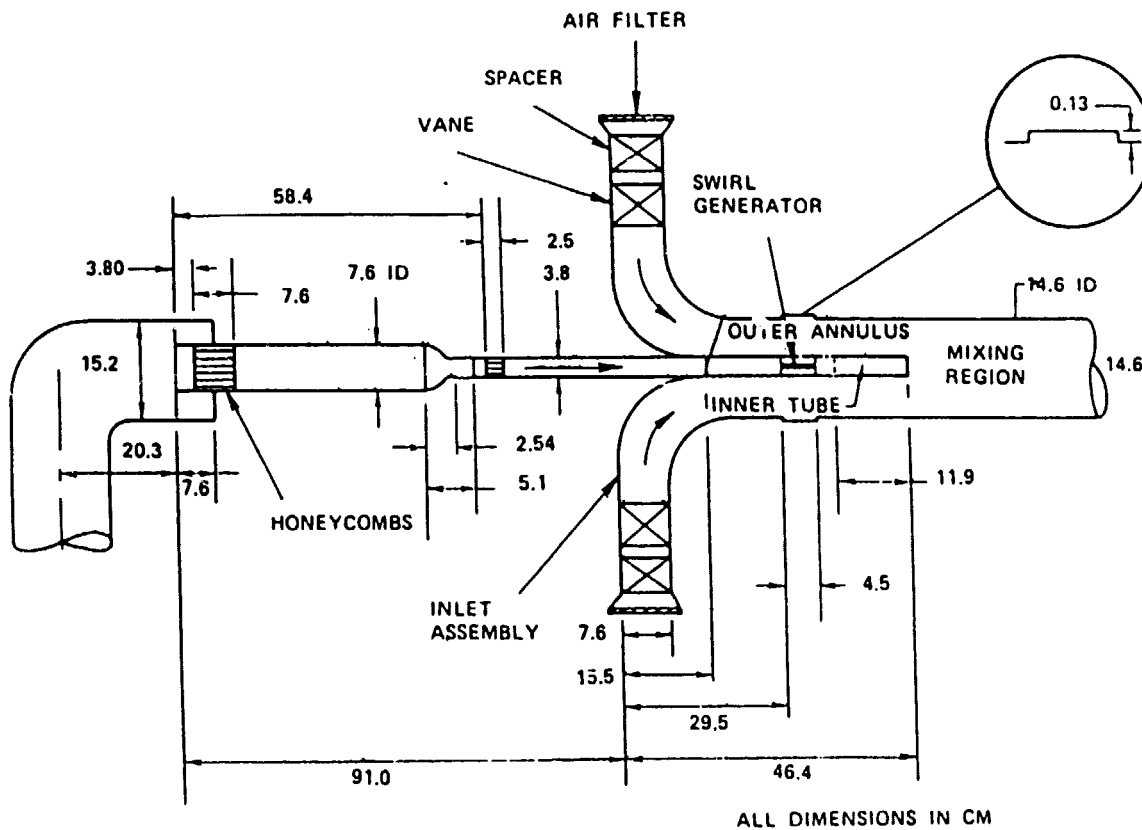 AIR FILTER
SPACER
VANE
0.13
SWIRL
GENERATOR
58.4
2.5
3.80
7.6
7.6 ID
3.8
14.6 ID
OUTER ANNULUS
15.2
MIXING
REGION
14.6
INNER TUBE
20.3
2.54
7.6
5.1
11.9
HONEYCOMBS
4.5
INLET
ASSEMBLY
7.6
29.5
91.0
46.4
ALL DIMENSIONS IN CM